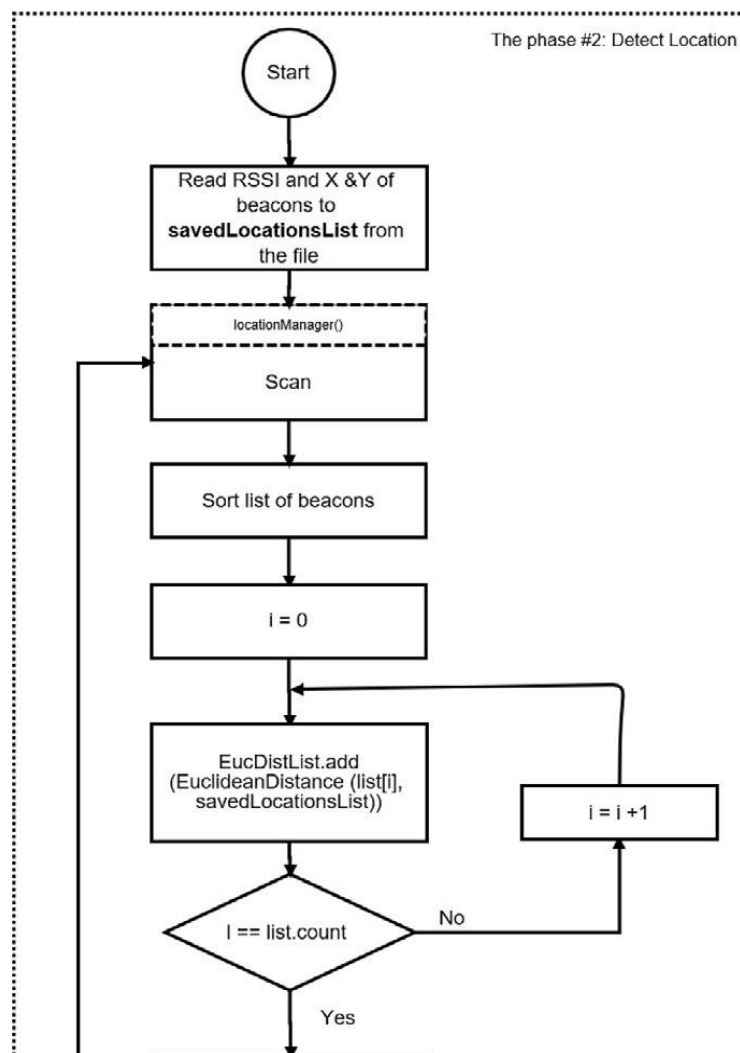 The phase #2: Detect Location
Start
Read RSSI and X &Y of
beacons to
savedLocationsList from
the file
locationManager()
Scan
Sort list of beacons
i = 0
EucDistList.add
(EuclideanDistance (list[i],
savedLocationsList))
i = i +1
I == list.count
No
Yes